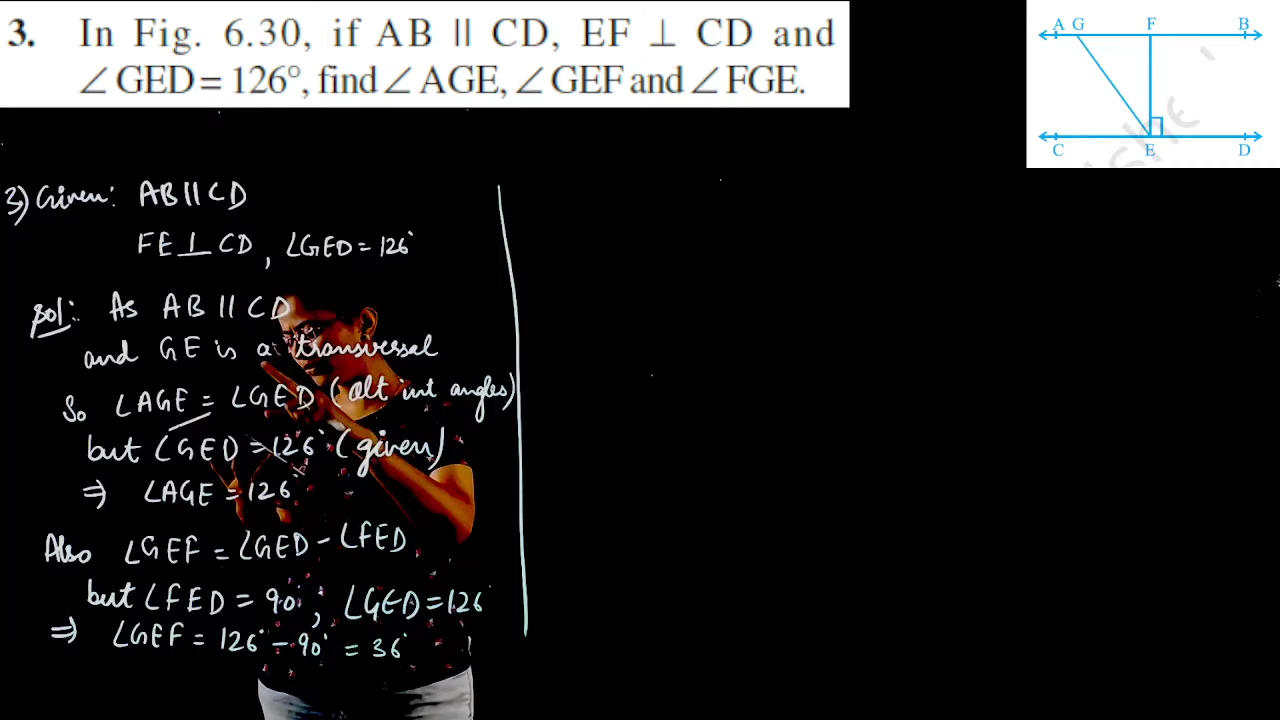 3. In Fig. 6.30, if AB || CD, EF ⊥ CD and
∠ GED = 126°, find ∠ AGE, ∠ GEF and ∠ FGE.
A G F B
C E D
3) Given: AB || CD
FE ⊥ CD, ∠GED = 126°
Sol: As AB || CD
and GE is a transversal
So ∠AGE = ∠GED (alt int angles)
but ∠GED = 126° (given)
⇒ ∠AGE = 126°
Also ∠GEF = ∠GED - ∠FED
but ∠FED = 90°; ∠GED = 126°
⇒ ∠GEF = 126° - 90° = 36°